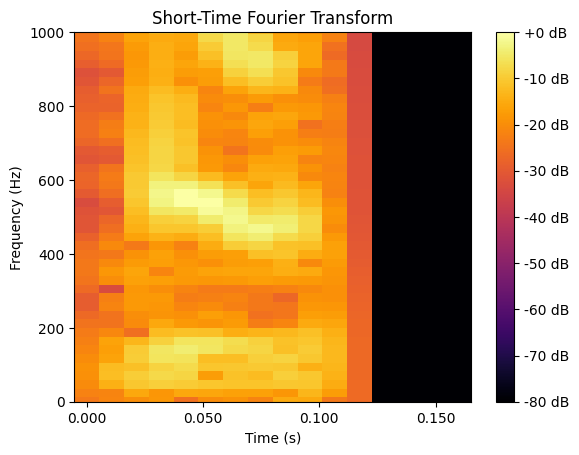 Short-Time Fourier Transform
Frequency (Hz)
1000
800
600
400
200
0
0.000
0.050
0.100
0.150
Time (s)
+0 dB
-10 dB
-20 dB
-30 dB
-40 dB
-50 dB
-60 dB
-70 dB
-80 dB